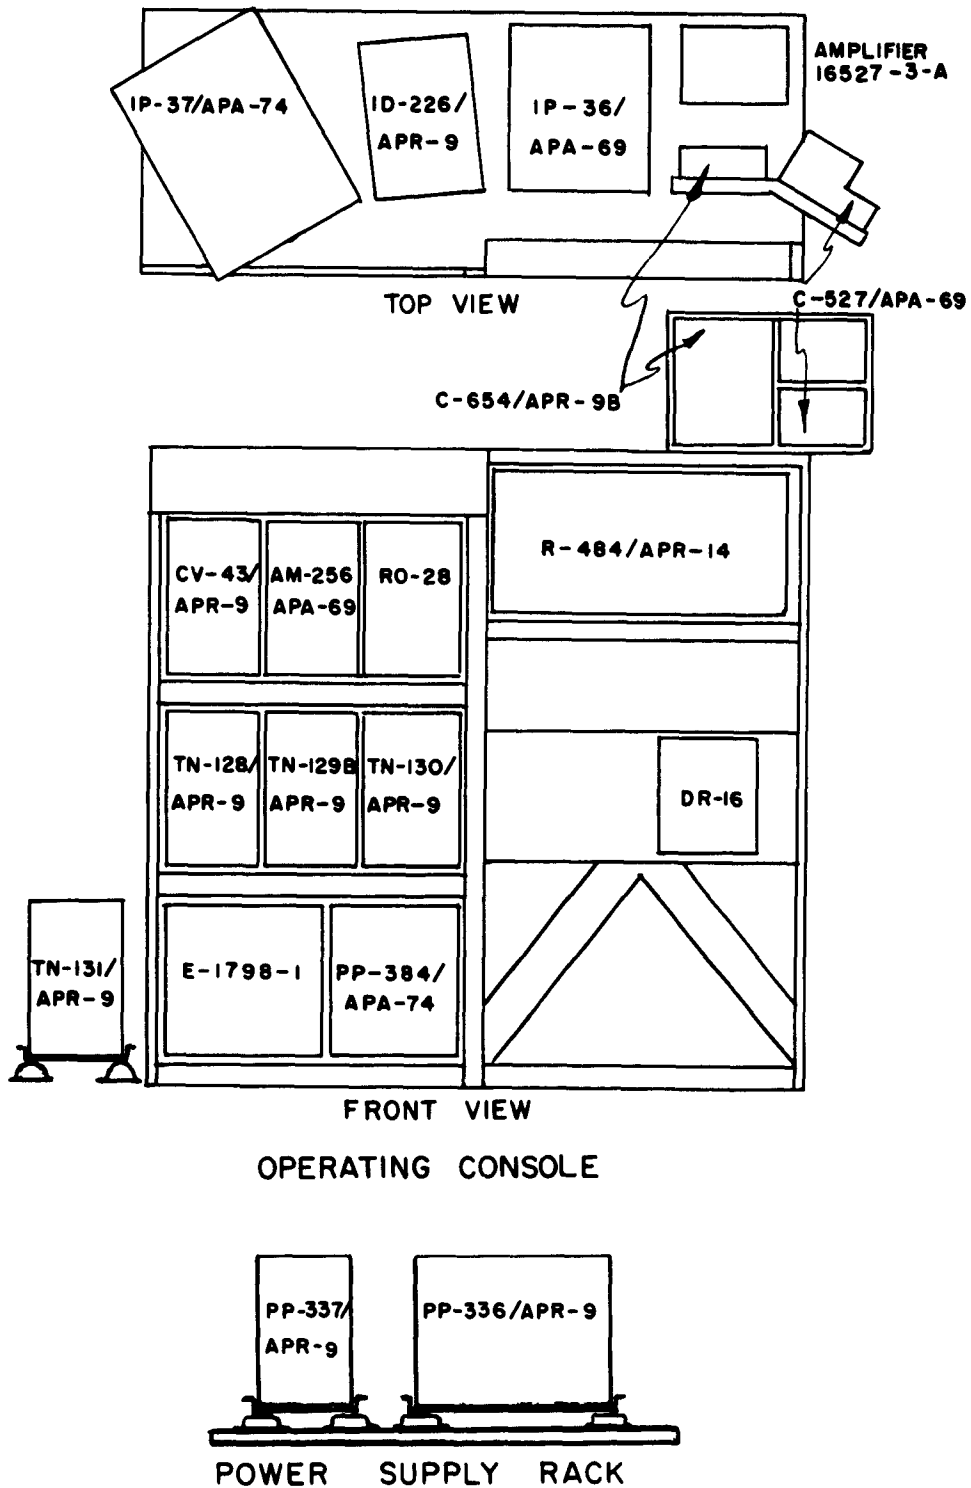 AMPLIFIER
16527-3-A
IP-37/APA-74
ID-226/
APR-9
IP-36/
APA-69
TOP VIEW
C-527/APA-69
C-654/APR-9B
R-484/APR-14
CV-43/
APR-9
AM-256
APA-69
RO-28
TN-128/
APR-9
TN-129B
APR-9
TN-130/
APR-9
DR-16
TN-131/
APR-9
E-1798-1
PP-384/
APA-74
FRONT VIEW
OPERATING CONSOLE
PP-337/
APR-9
PP-336/APR-9
POWER SUPPLY RACK